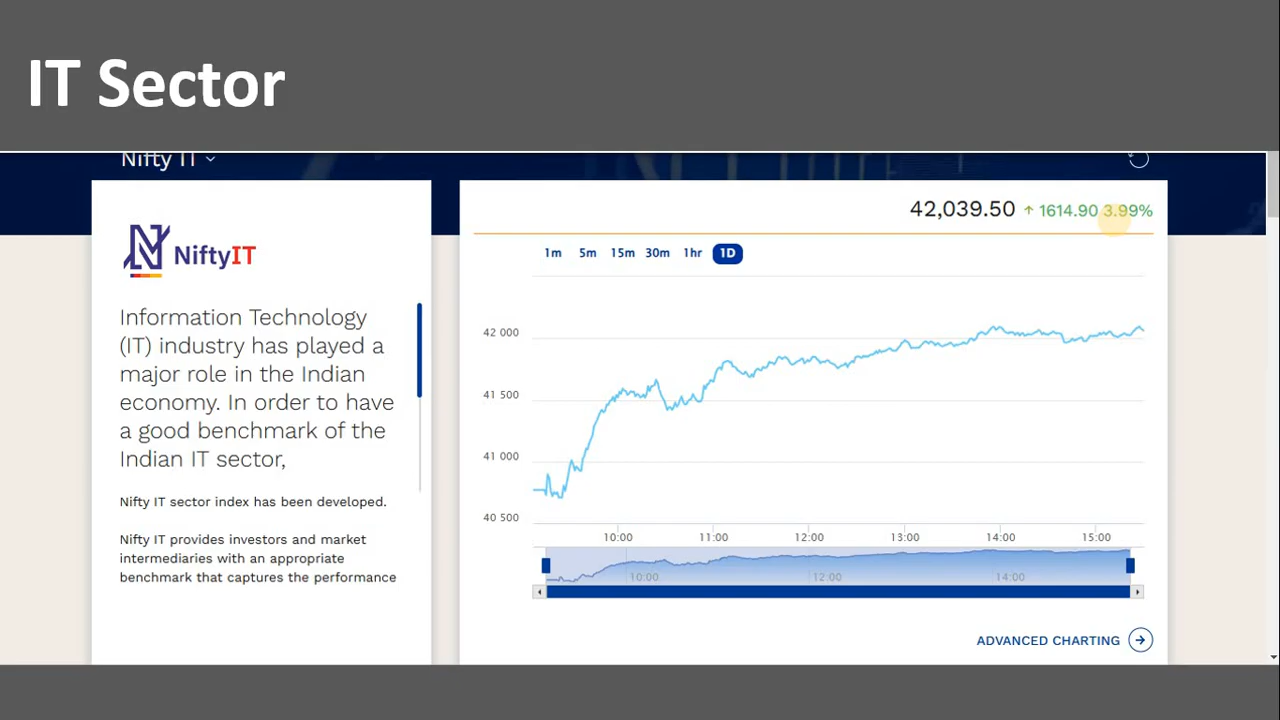 IT Sector
Nifty IT
42,039.50 ↑ 1614.90 3.99%
NiftyIT
1m 5m 15m 30m 1hr 1D
Information Technology
(IT) industry has played a
major role in the Indian
economy. In order to have
a good benchmark of the
Indian IT sector,
Nifty IT sector index has been developed.
Nifty IT provides investors and market
intermediaries with an appropriate
benchmark that captures the performance
42 000
41 500
41 000
40 500
10:00 11:00 12:00 13:00 14:00 15:00
10:00 12:00 14:00
ADVANCED CHARTING